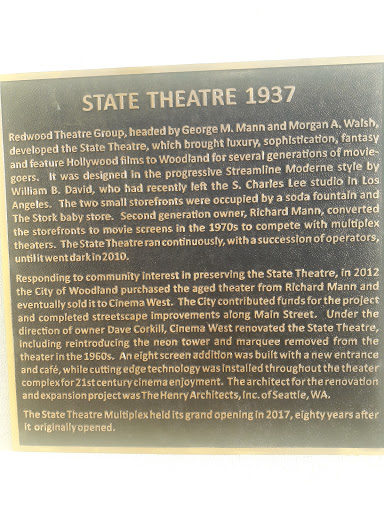 STATE THEATRE 1937
Redwood Theatre Group, headed by George M. Mann and Morgan A. Walsh,
developed the State Theatre, which brought luxury, sophistication, fantasy
and feature Hollywood films to Woodland for several generations of movie-
goers. It was designed in the progressive Streamline Moderne style by
William B. David, who had recently left the S. Charles Lee studio in Los
Angeles. The two small storefronts were occupied by a soda fountain and
The Stork baby store. Second generation owner, Richard Mann, converted
the storefronts to movie screens in the 1970s to compete with multiplex
theaters. The State Theatre ran continuously, with a succession of operators,
until it went dark in 2010.
Responding to community interest in preserving the State Theatre, in 2012
the City of Woodland purchased the aged theater from Richard Mann and
eventually sold it to Cinema West. The City contributed funds for the project
and completed streetscape improvements along Main Street. Under the
direction of owner Dave Corkill, Cinema West renovated the State Theatre,
including reintroducing the neon tower and marquee removed from the
theater in the 1960s. An eight screen addition was built with a new entrance
and café, while cutting edge technology was installed throughout the theater
complex for 21st century cinema enjoyment. The architect for the renovation
and expansion project was The Henry Architects, Inc. of Seattle, WA.
The State Theatre Multiplex held its grand opening in 2017, eighty years after
it originally opened.